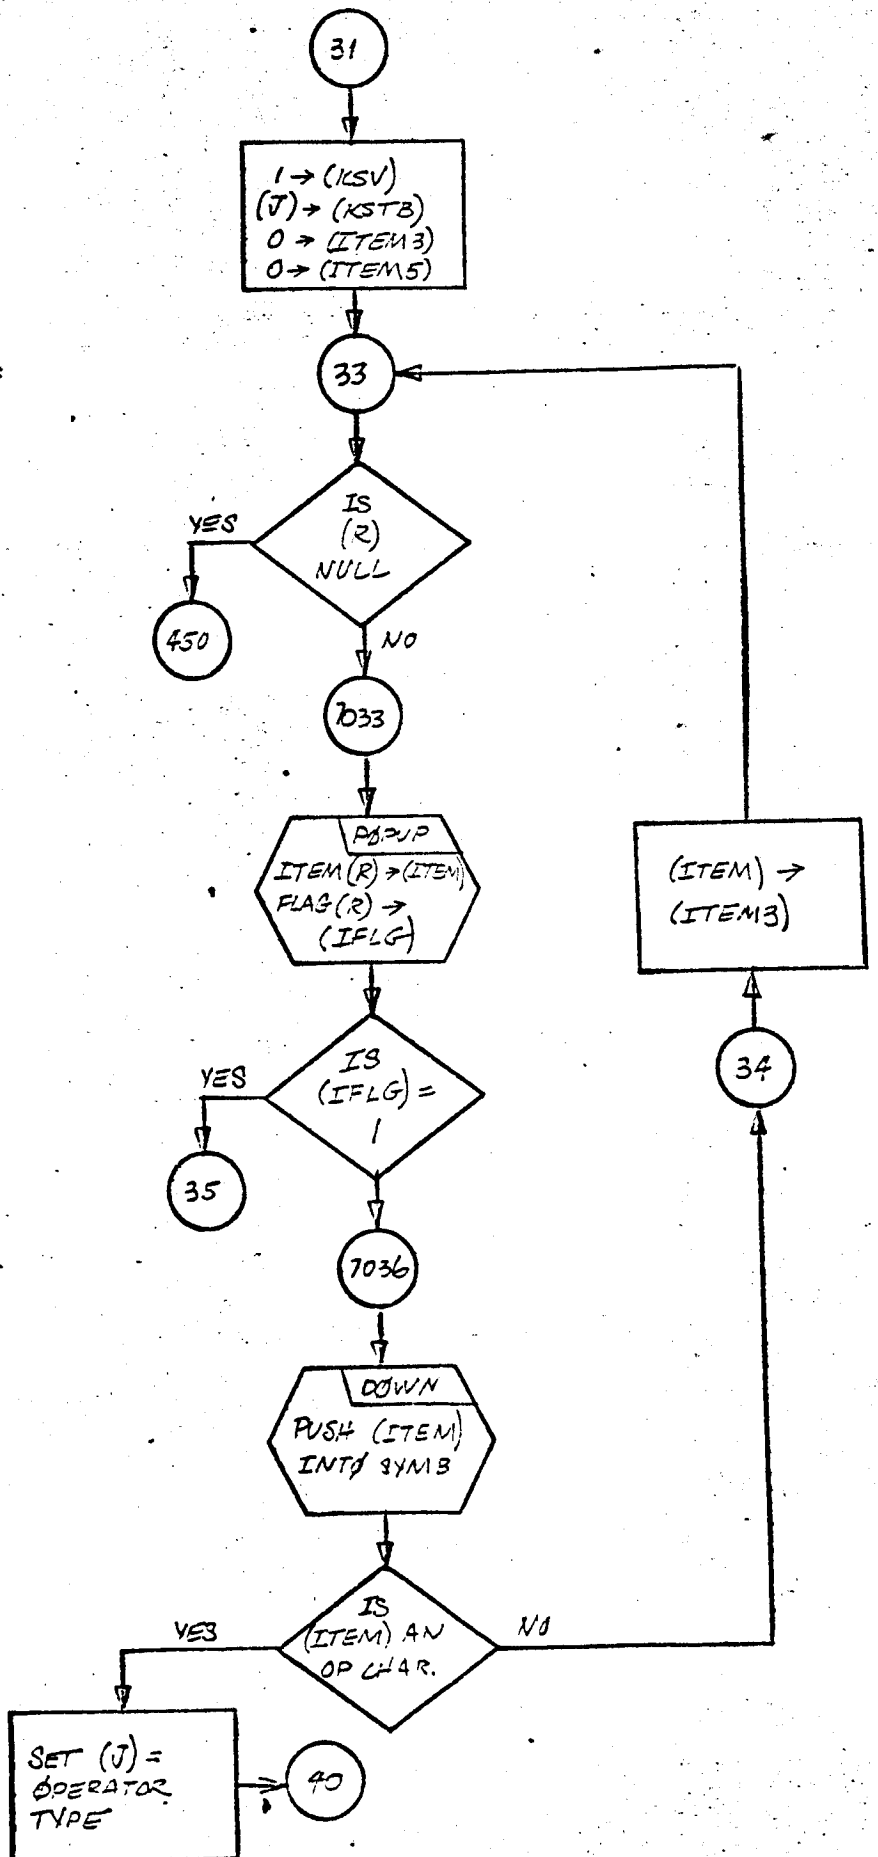 31
1 → (KSV)
(J) → (KSTB)
0 → (ITEM3)
0 → (ITEM5)
33
IS
(R)
NULL
YES
450
NO
7033
PØPUP
ITEM(R) → (ITEM)
FLAG(R) →
(IFLG)
(ITEM) →
(ITEM3)
34
IS
(IFLG) =
1
YES
35
7036
DØWN
PUSH (ITEM)
INTØ SYMB
IS
(ITEM) AN
OP CHAR.
YES
NØ
SET (J) =
ØPERATOR
TYPE
40